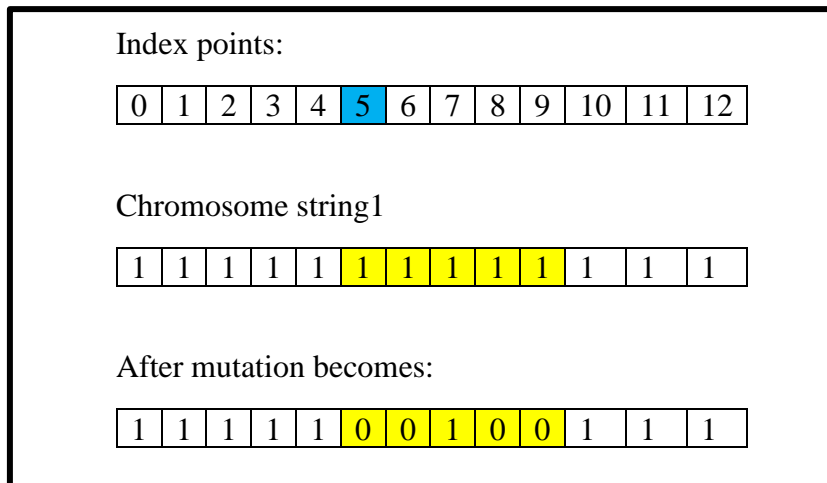 Index points:
0 1 2 3 4 5 6 7 8 9 10 11 12
Chromosome string1
1 1 1 1 1 1 1 1 1 1 1 1 1
After mutation becomes:
1 1 1 1 1 0 0 1 0 0 1 1 1